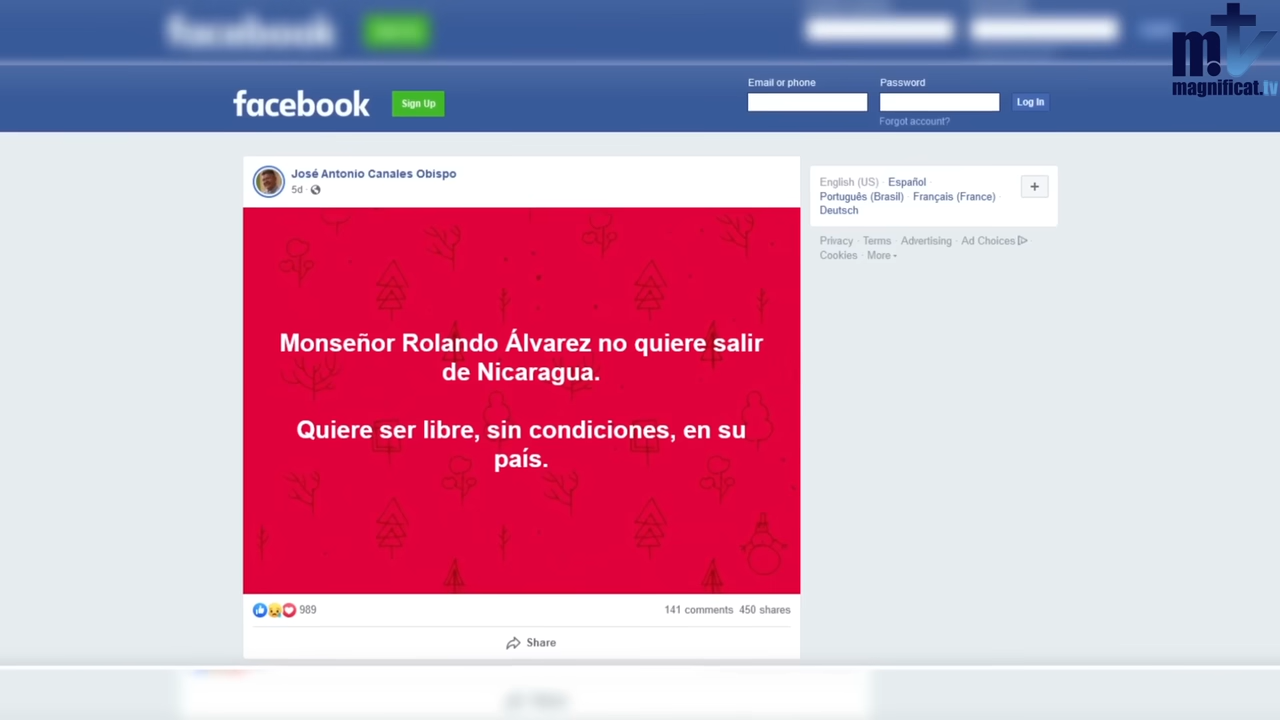 facebook
Sign Up
Email or phone
Password
Log In
Forgot account?
m.tv
magnificat.tv
José Antonio Canales Obispo
5d ·
Monseñor Rolando Álvarez no quiere salir
de Nicaragua.
Quiere ser libre, sin condiciones, en su
país.
989
141 comments 450 shares
Share
English (US) · Español ·
Português (Brasil) · Français (France) ·
Deutsch
+
Privacy · Terms · Advertising · Ad Choices ·
Cookies · More